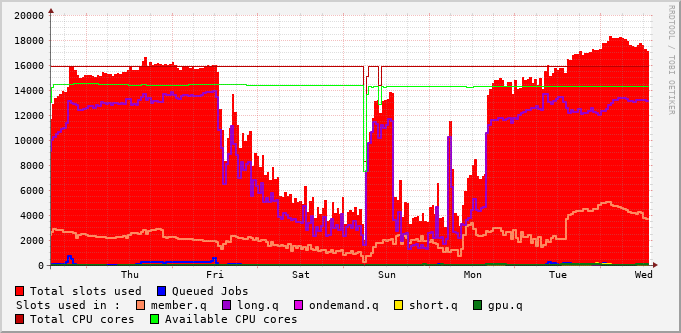 20000
18000
16000
14000
12000
10000
8000
6000
4000
2000
0
Thu Fri Sat Sun Mon Tue Wed
RRDTOOL / TOBI OETIKER
Total slots used Queued Jobs
Slots used in : member.q long.q ondemand.q short.q gpu.q
Total CPU cores Available CPU cores